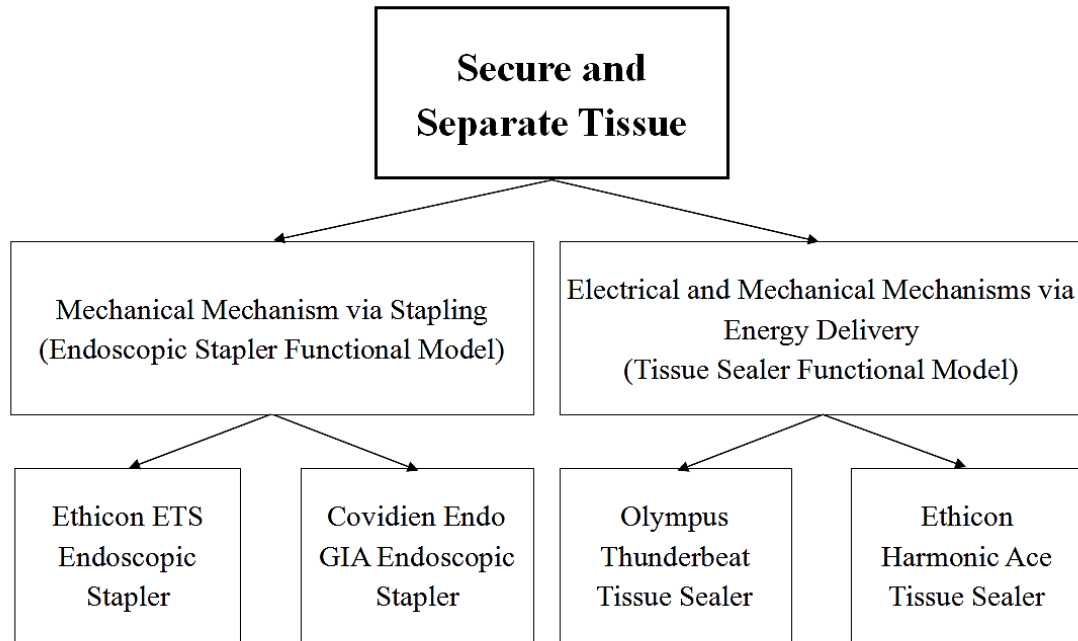 Secure and
Separate Tissue
Mechanical Mechanism via Stapling
(Endoscopic Stapler Functional Model)
Electrical and Mechanical Mechanisms via
Energy Delivery
(Tissue Sealer Functional Model)
Ethicon ETS
Endoscopic
Stapler
Covidien Endo
GIA Endoscopic
Stapler
Olympus
Thunderbeat
Tissue Sealer
Ethicon
Harmonic Ace
Tissue Sealer